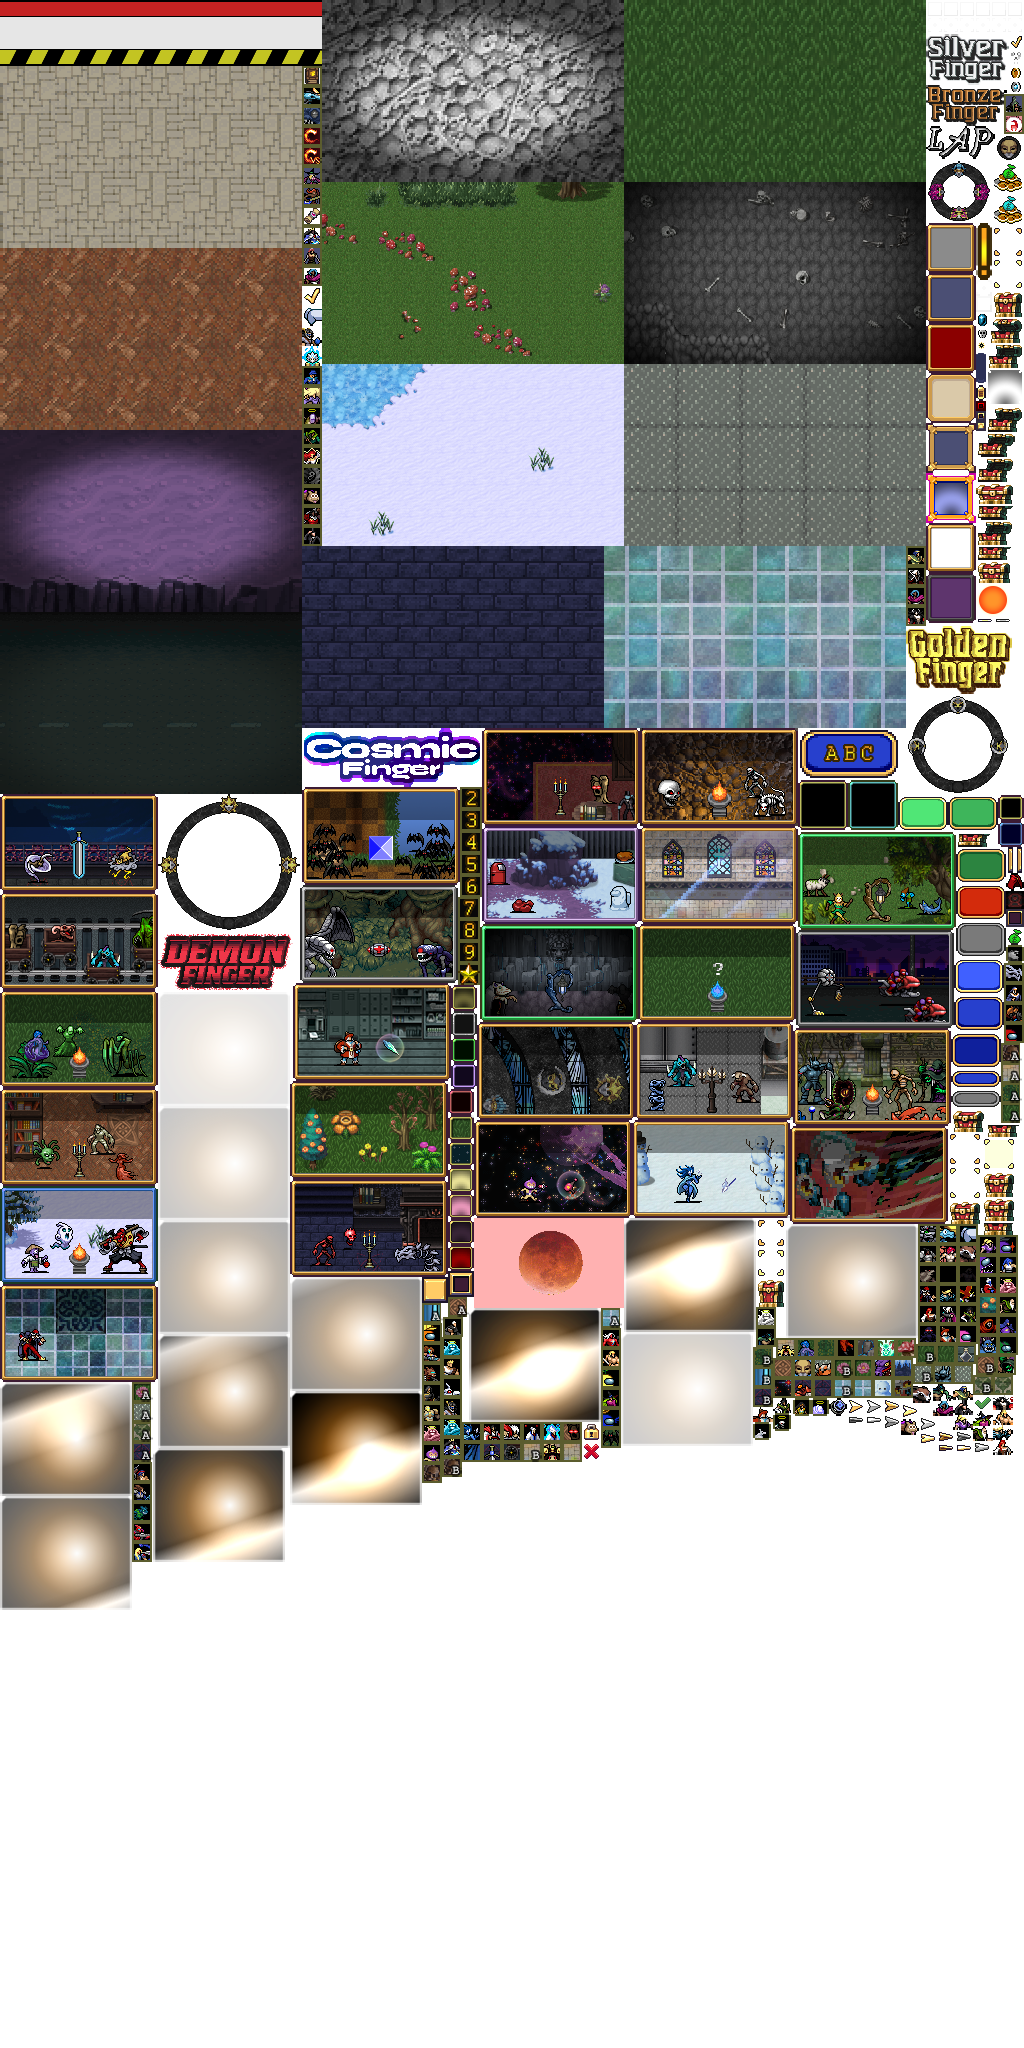 Silver
Finger
Bronze
Finger
LAP
Golden
Finger
Cosmic
Finger
ABC
2
3
4
5
6
7
8
9
DEMON
FINGER
?
A
A
A
A
A
A
A
A
A
A
B
B
B
B
B
B
B
B